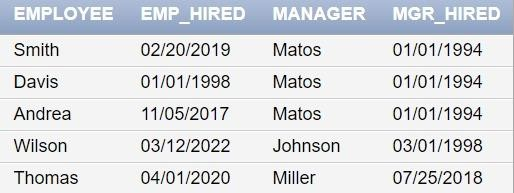 EMPLOYEE EMP_HIRED MANAGER MGR_HIRED
Smith 02/20/2019 Matos 01/01/1994
Davis 01/01/1998 Matos 01/01/1994
Andrea 11/05/2017 Matos 01/01/1994
Wilson 03/12/2022 Johnson 03/01/1998
Thomas 04/01/2020 Miller 07/25/2018